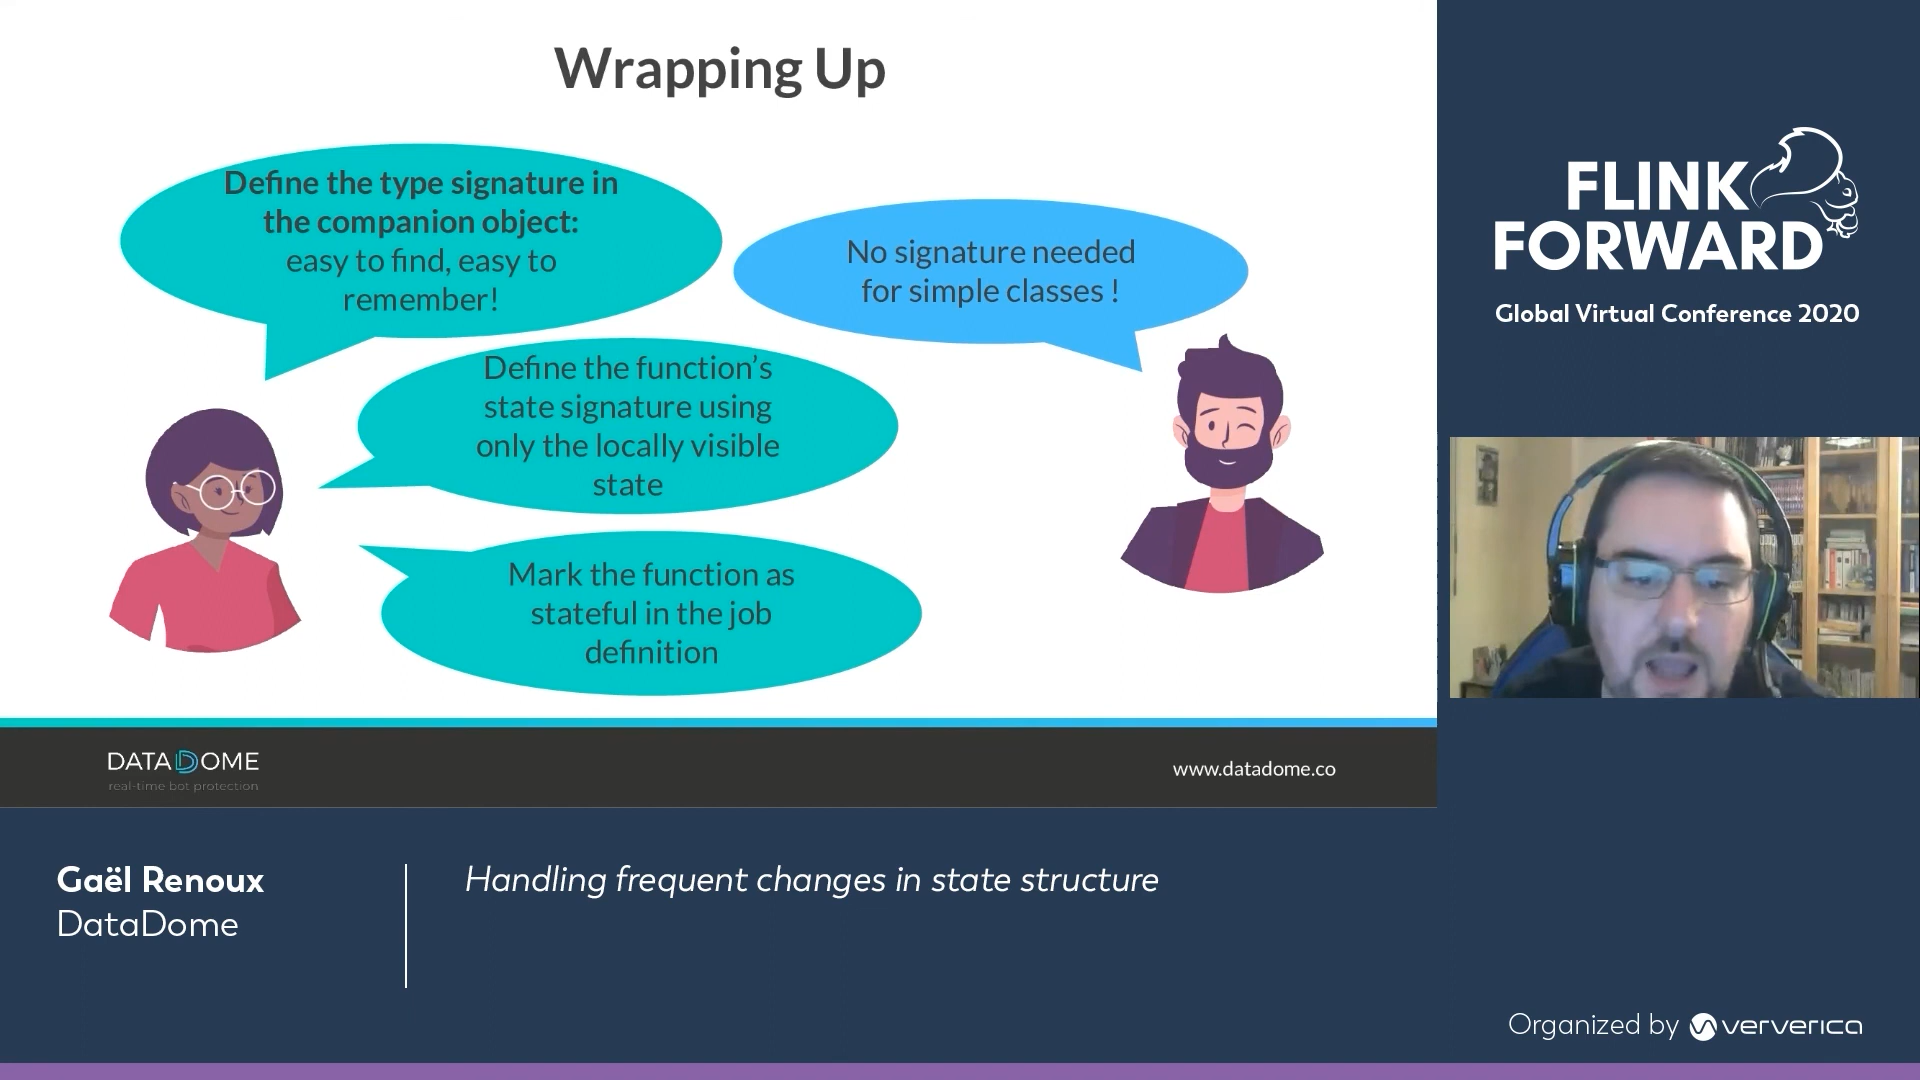 Wrapping Up
Define the type signature in
the companion object:
easy to find, easy to
remember!
No signature needed
for simple classes !
Define the function’s
state signature using
only the locally visible
state
Mark the function as
stateful in the job
definition
DATADOME
real-time bot protection
www.datadome.co
FLINK
FORWARD
Global Virtual Conference 2020
Gaël Renoux
DataDome
Handling frequent changes in state structure
Organized by ververica